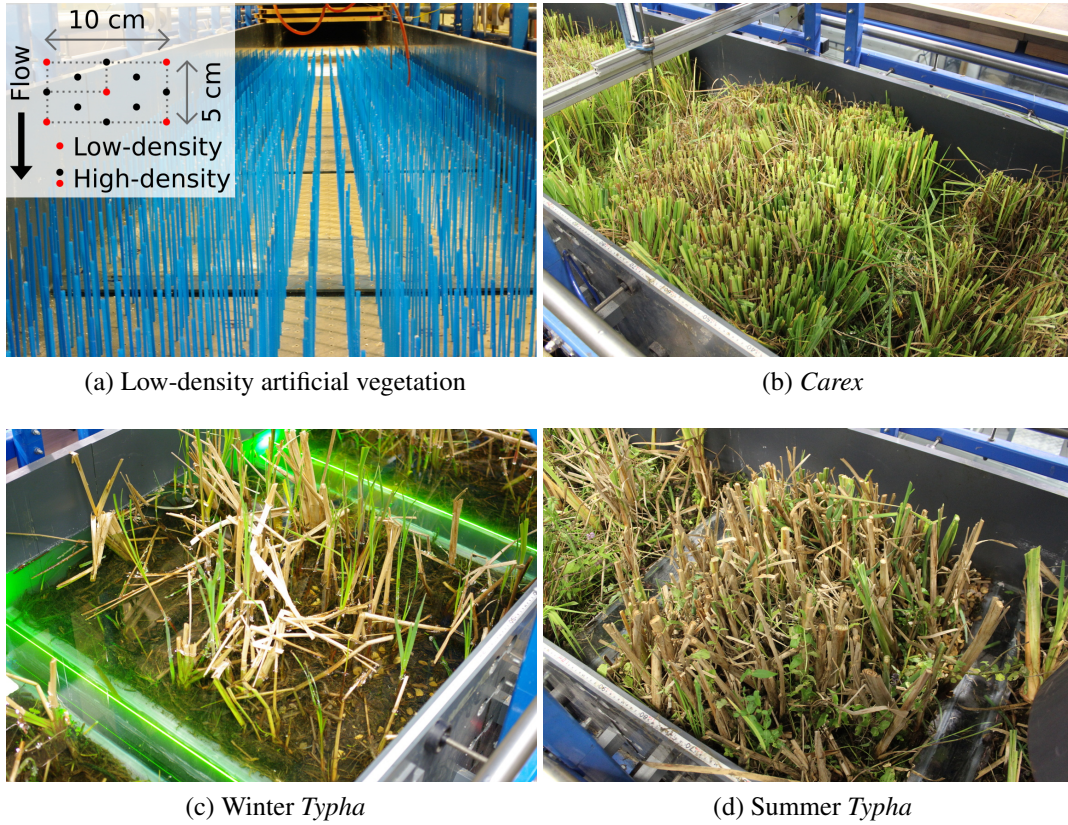 10 cm
Flow
5 cm
Low-density
High-density
(a) Low-density artificial vegetation
(b) Carex
(c) Winter Typha
(d) Summer Typha